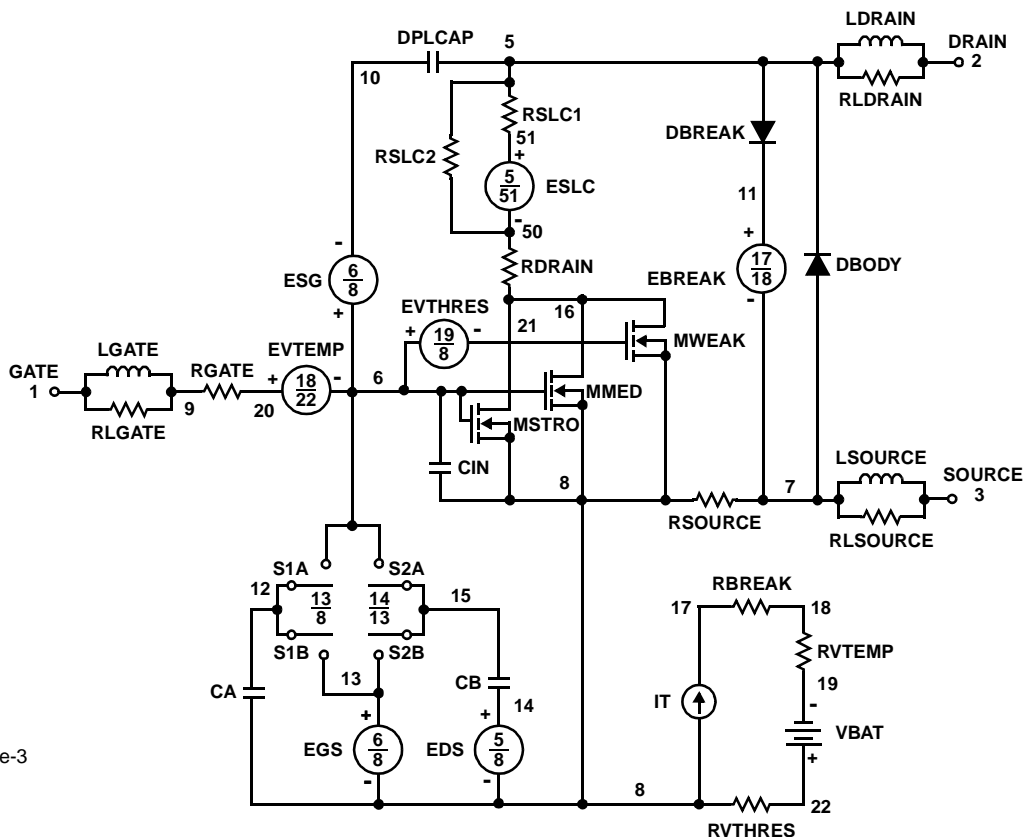 LDRAIN
DPLCAP 5 DRAIN
10 2
RSLC1 RLDRAIN
51 DBREAK
RSLC2 +
5
51 ESLC 11
- -
50 +
RDRAIN 17
18
ESG 6
8 EBREAK DBODY
+ EVTHRES 16 -
+ 19
8 - 21 MWEAK
LGATE EVTEMP
GATE RGATE + 18
22 - 6 MMED
1 9 20 MSTRO
RLGATE LSOURCE
CIN 8 7 SOURCE
3
RSOURCE RLSOURCE
S1A S2A RBREAK
12 13
8 14
13 15 17 18
S1B S2B RVTEMP
13 CB 19
CA 14 IT -
+ + VBAT
EGS 6
8 EDS 5
8 +
e-3
- - 8 22
RVTHRES